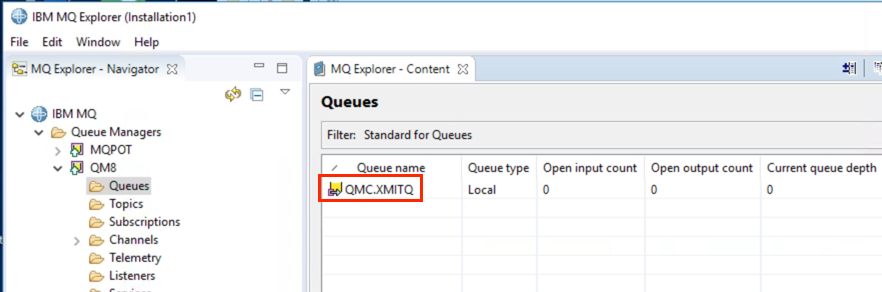 IBM MQ Explorer (Installation1)
File Edit Window Help
MQ Explorer - Navigator
MQ Explorer - Content
IBM MQ
Queue Managers
MQPOT
QM8
Queues
Topics
Subscriptions
Channels
Telemetry
Listeners
Queues
Filter: Standard for Queues
Queue name Queue type Open input count Open output count Current queue depth
QMC.XMITQ Local 0 0 0